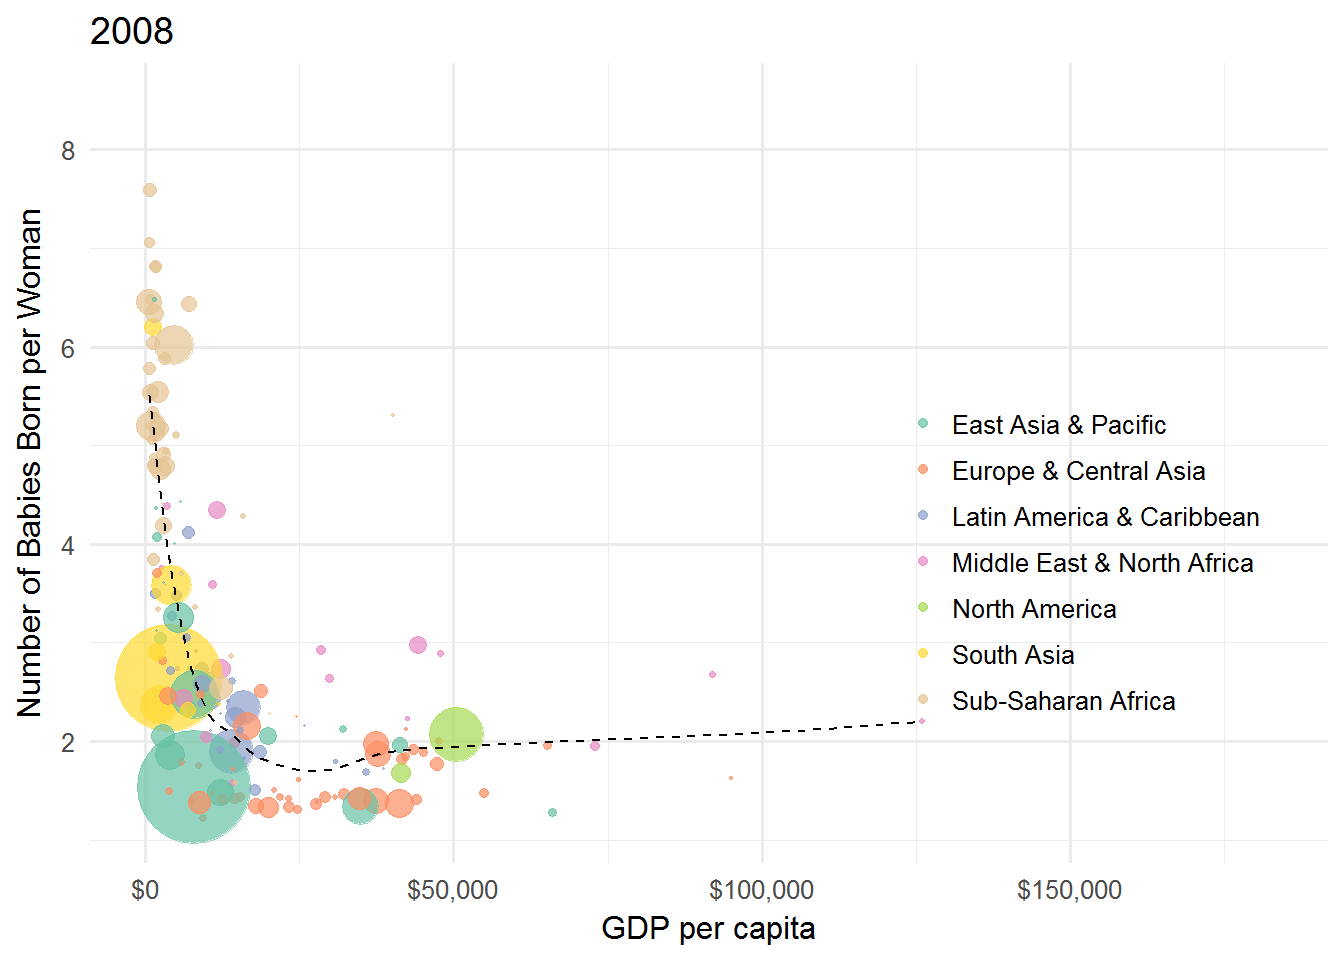 2008
Number of Babies Born per Woman
8
6
4
2
East Asia & Pacific
Europe & Central Asia
Latin America & Caribbean
Middle East & North Africa
North America
South Asia
Sub-Saharan Africa
$0
$50,000
$100,000
$150,000
GDP per capita